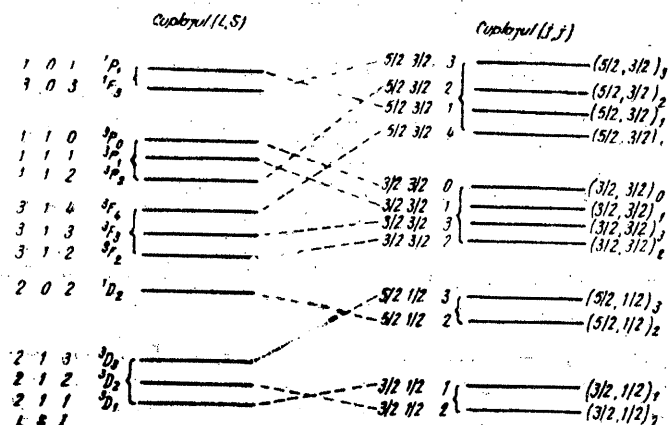 Cuplajul (L,S)
Cuplajul (j,j)
1 0 1 ¹P₁
3 0 3 ¹F₃
1 1 0 ³P₀
1 1 1 ³P₁
1 1 2 ³P₂
3 1 4 ³F₄
3 1 3 ³F₃
3 1 2 ³F₂
2 0 2 ¹D₂
2 1 3 ³D₃
2 1 2 ³D₂
2 1 1 ³D₁
L S J
5/2 3/2 3 (5/2, 3/2)₃
5/2 3/2 2 (5/2, 3/2)₂
5/2 3/2 1 (5/2, 3/2)₁
5/2 3/2 4
3/2 3/2 0 (3/2, 3/2)₀
3/2 3/2 1 (3/2, 3/2)₁
3/2 3/2 3 (3/2, 3/2)₃
3/2 3/2 2 (3/2, 3/2)₂
5/2 1/2 3 (5/2, 1/2)₃
5/2 1/2 2 (5/2, 1/2)₂
3/2 1/2 1 (3/2, 1/2)₁
3/2 1/2 2 (3/2, 1/2)₂